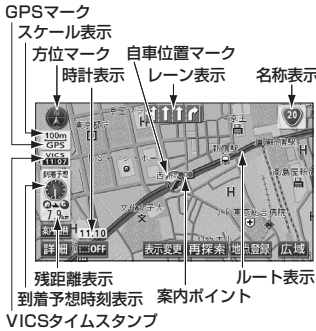 GPSマーク
スケール表示
方位マーク 自車位置マーク
時計表示 レーン表示 名称表示
20
100m
GPS
VICS
11:07
到着予想
7.9km
11:10
詳細 OFF 表示変更 再探索 地点登録 広域
残距離表示 ルート表示
到着予想時刻表示 案内ポイント
VICSタイムスタンプ